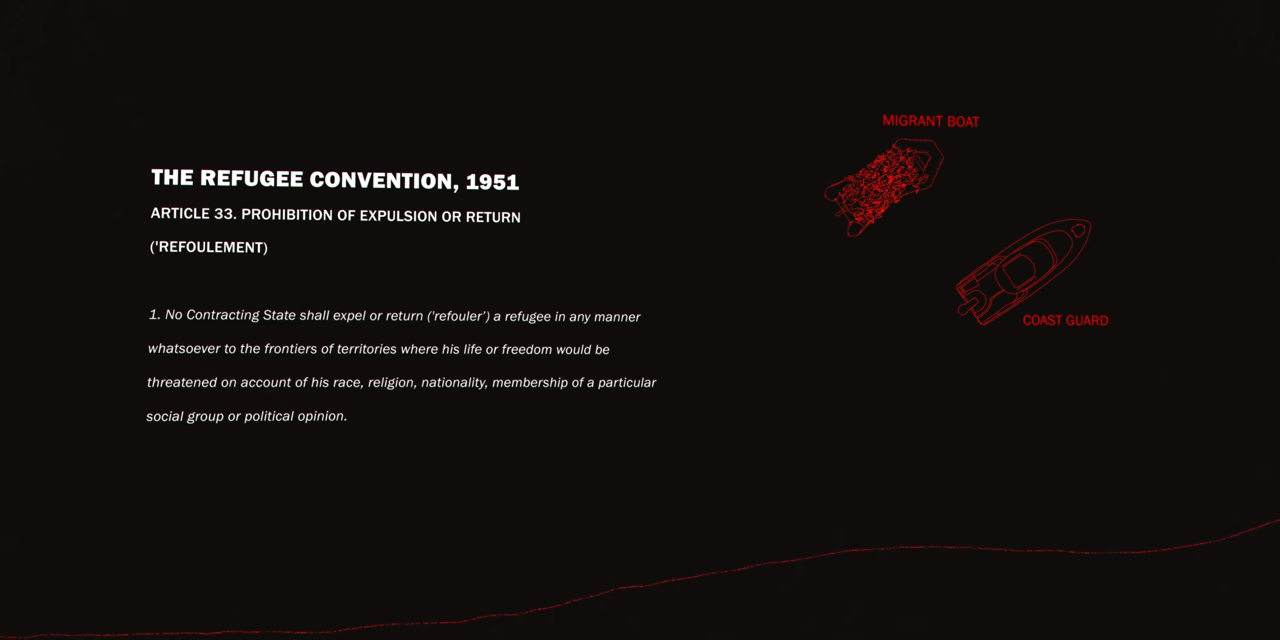 THE REFUGEE CONVENTION, 1951
ARTICLE 33. PROHIBITION OF EXPULSION OR RETURN
('REFOULEMENT)
1. No Contracting State shall expel or return ('refouler') a refugee in any manner
whatsoever to the frontiers of territories where his life or freedom would be
threatened on account of his race, religion, nationality, membership of a particular
social group or political opinion.
MIGRANT BOAT
COAST GUARD